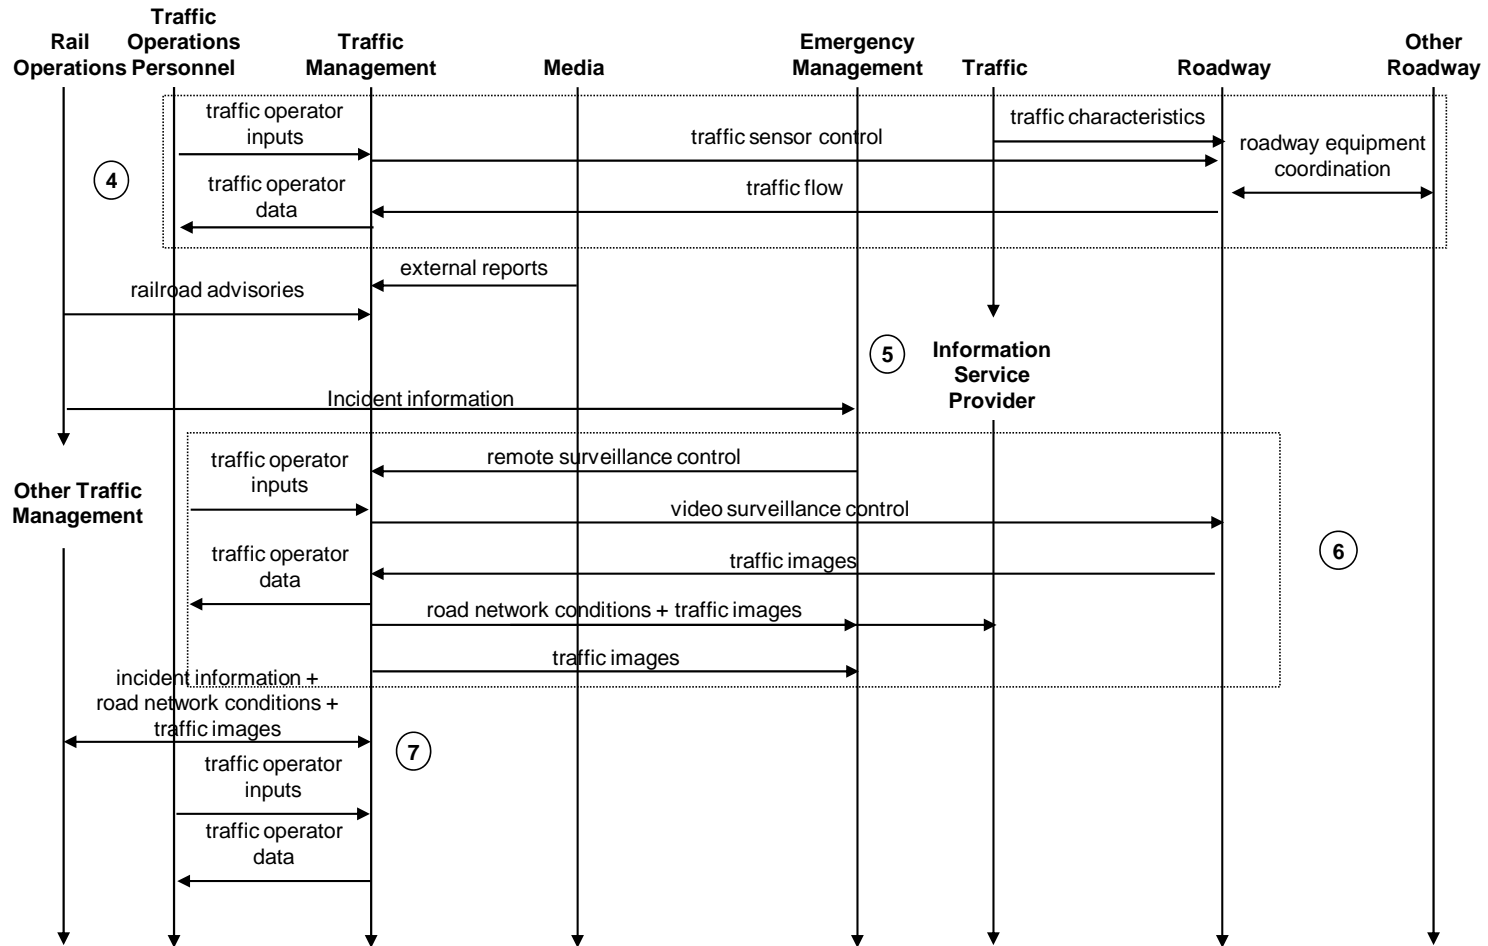 Rail
Operations
Traffic
Operations
Personnel
Traffic
Management
Media
Emergency
Management
Traffic
Roadway
Other
Roadway
traffic operator
inputs
traffic sensor control
traffic characteristics
roadway equipment
coordination
4
traffic operator
data
traffic flow
external reports
railroad advisories
5
Information
Service
Provider
Incident information
traffic operator
inputs
remote surveillance control
Other Traffic
Management
video surveillance control
6
traffic operator
data
traffic images
road network conditions + traffic images
traffic images
incident information +
road network conditions +
traffic images
7
traffic operator
inputs
traffic operator
data